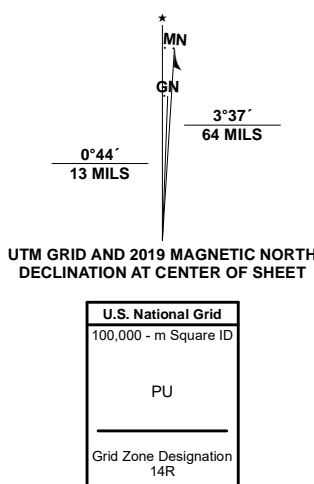 ★
MN
GN
3°37´
64 MILS
0°44´
13 MILS
UTM GRID AND 2019 MAGNETIC NORTH
DECLINATION AT CENTER OF SHEET
U.S. National Grid
100,000 - m Square ID
PU
Grid Zone Designation
14R